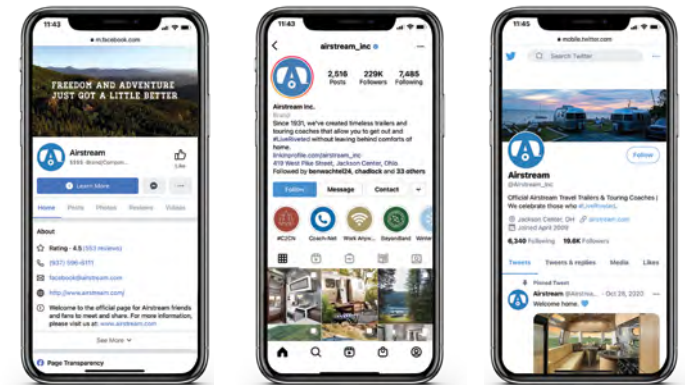 11:43
m.facebook.com
FREEDOM AND ADVENTURE
JUST GOT A LITTLE BETTER
Airstream
Like
Learn More
Home Posts Photos Reviews Videos
About
Rating · 4.5 (553 reviews)
(937) 596-6111
facebook@airstream.com
http://www.airstream.com/
Welcome to the official page for Airstream friends
and fans to meet and share. For more information,
please visit us at: www.airstream.com
See More
Page Transparency
11:43
airstream_inc
2,516 229K 7,485
Posts Followers Following
Airstream Inc.
Brand
Since 1931, we've created timeless trailers and
touring coaches that allow you to get out and
#LiveRiveted without leaving behind comforts of
home.
linkinprofile.com/airstream_inc
419 West Pike Street, Jackson Center, Ohio
Followed by benwachtel24, chadlock and 33 others
Follow Message Contact
#C2CN Coach-Net Work Anyw... BeyondLand Winter
11:45
mobile.twitter.com
Search Twitter
Follow
Airstream
@Airstream_Inc
Official Airstream Travel Trailers & Touring Coaches |
We celebrate those who #LiveRiveted.
Jackson Center, OH airstream.com
Joined April 2009
6,340 Following 19.6K Followers
Tweets Tweets & replies Media Likes
Pinned Tweet
Airstream @Airstrea... · Oct 26, 2020
Welcome home.